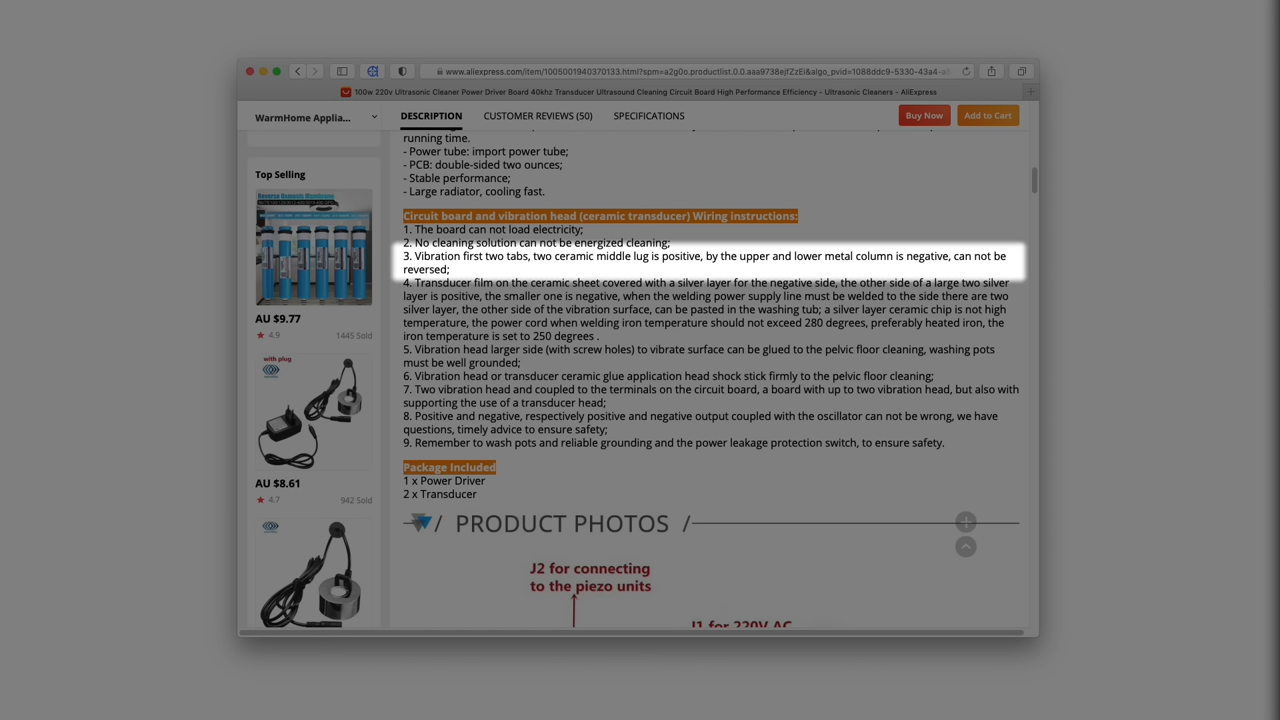 www.aliexpress.com/item/1005001940370133.html?spm=a2g0o.productlist.0.0.aaa9738ejfZzEi&algo_pvid=1088ddc9-5330-43a4-a
100w 220v Ultrasonic Cleaner Power Driver Board 40khz Transducer Ultrasound Cleaning Circuit Board High Performance Efficiency - Ultrasonic Cleaners - AliExpress
WarmHome Applia...
DESCRIPTION
CUSTOMER REVIEWS (50)
SPECIFICATIONS
Buy Now
Add to Cart
running time.
- Power tube: import power tube;
- PCB: double-sided two ounces;
- Stable performance;
- Large radiator, cooling fast.
Circuit board and vibration head (ceramic transducer) Wiring instructions:
1. The board can not load electricity;
2. No cleaning solution can not be energized cleaning;
3. Vibration first two tabs, two ceramic middle lug is positive, by the upper and lower metal column is negative, can not be
reversed;
4. Transducer film on the ceramic sheet covered with a silver layer for the negative side, the other side of a large two silver
layer is positive, the smaller one is negative, when the welding power supply line must be welded to the side there are two
silver layer, the other side of the vibration surface, can be pasted in the washing tub; a silver layer ceramic chip is not high
temperature, the power cord when welding iron temperature should not exceed 280 degrees, preferably heated iron, the
iron temperature is set to 250 degrees .
5. Vibration head larger side (with screw holes) to vibrate surface can be glued to the pelvic floor cleaning, washing pots
must be well grounded;
6. Vibration head or transducer ceramic glue application head shock stick firmly to the pelvic floor cleaning;
7. Two vibration head and coupled to the terminals on the circuit board, a board with up to two vibration head, but also with
supporting the use of a transducer head;
8. Positive and negative, respectively positive and negative output coupled with the oscillator can not be wrong, we have
questions, timely advice to ensure safety;
9. Remember to wash pots and reliable grounding and the power leakage protection switch, to ensure safety.
Package Included
1 x Power Driver
2 x Transducer
/ PRODUCT PHOTOS /
J2 for connecting
to the piezo units
J1 for 220V AC
Top Selling
Reverse Osmosis Membrane
AU $9.77
4.9
1445 Sold
with plug
AU $8.61
4.7
942 Sold